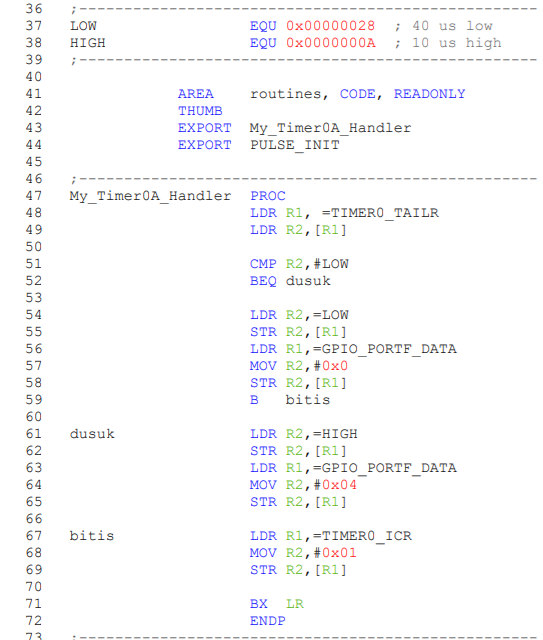 36 ;---------------------------------------------------
37 LOW EQU 0x00000028 ; 40 us low
38 HIGH EQU 0x0000000A ; 10 us high
39 ;---------------------------------------------------
40
41 AREA routines, CODE, READONLY
42 THUMB
43 EXPORT My_Timer0A_Handler
44 EXPORT PULSE_INIT
45
46 ;---------------------------------------------------
47 My_Timer0A_Handler PROC
48 LDR R1, =TIMER0_TAILR
49 LDR R2,[R1]
50
51 CMP R2,#LOW
52 BEQ dusuk
53
54 LDR R2,=LOW
55 STR R2,[R1]
56 LDR R1,=GPIO_PORTF_DATA
57 MOV R2,#0x0
58 STR R2,[R1]
59 B bitis
60
61 dusuk LDR R2,=HIGH
62 STR R2,[R1]
63 LDR R1,=GPIO_PORTF_DATA
64 MOV R2,#0x04
65 STR R2,[R1]
66
67 bitis LDR R1,=TIMER0_ICR
68 MOV R2,#0x01
69 STR R2,[R1]
70
71 BX LR
72 ENDP
73 ;---------------------------------------------------